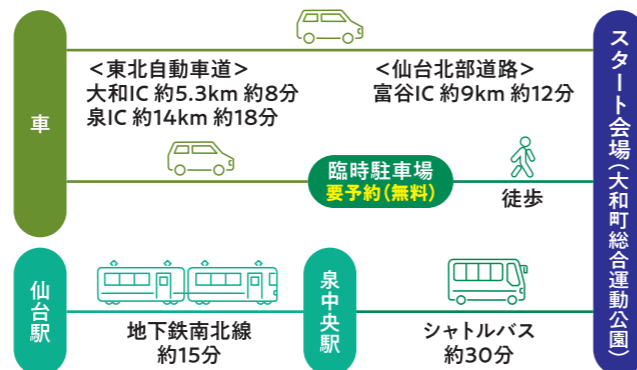 車
＜東北自動車道＞
大和IC 約5.3km 約8分
泉IC 約14km 約18分
＜仙台北部道路＞
富谷IC 約9km 約12分
臨時駐車場
要予約(無料)
徒歩
仙台駅
地下鉄南北線
約15分
泉中央駅
シャトルバス
約30分
スタート会場(大和町総合運動公園)